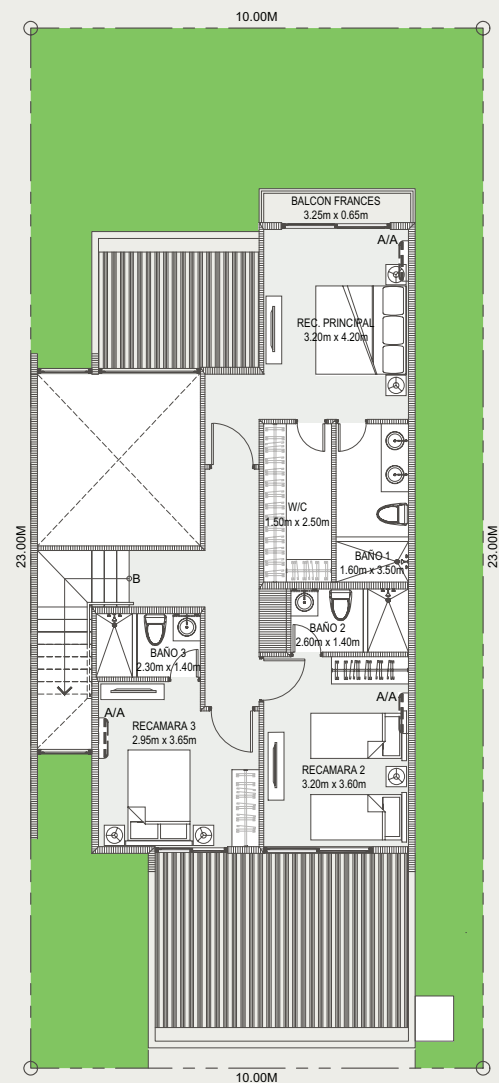 10.00M
BALCON FRANCES
3.25m x 0.65m
A/A
REC. PRINCIPAL
3.20m x 4.20m
W/C
1.50m x 2.50m
23.00M
23.00M
BAÑO 1
1.60m x 3.50m
B
BAÑO 2
2.60m x 1.40m
BAÑO 3
2.30m x 1.40m
A/A
A/A
RECAMARA 3
2.95m x 3.65m
RECAMARA 2
3.20m x 3.60m
10.00M